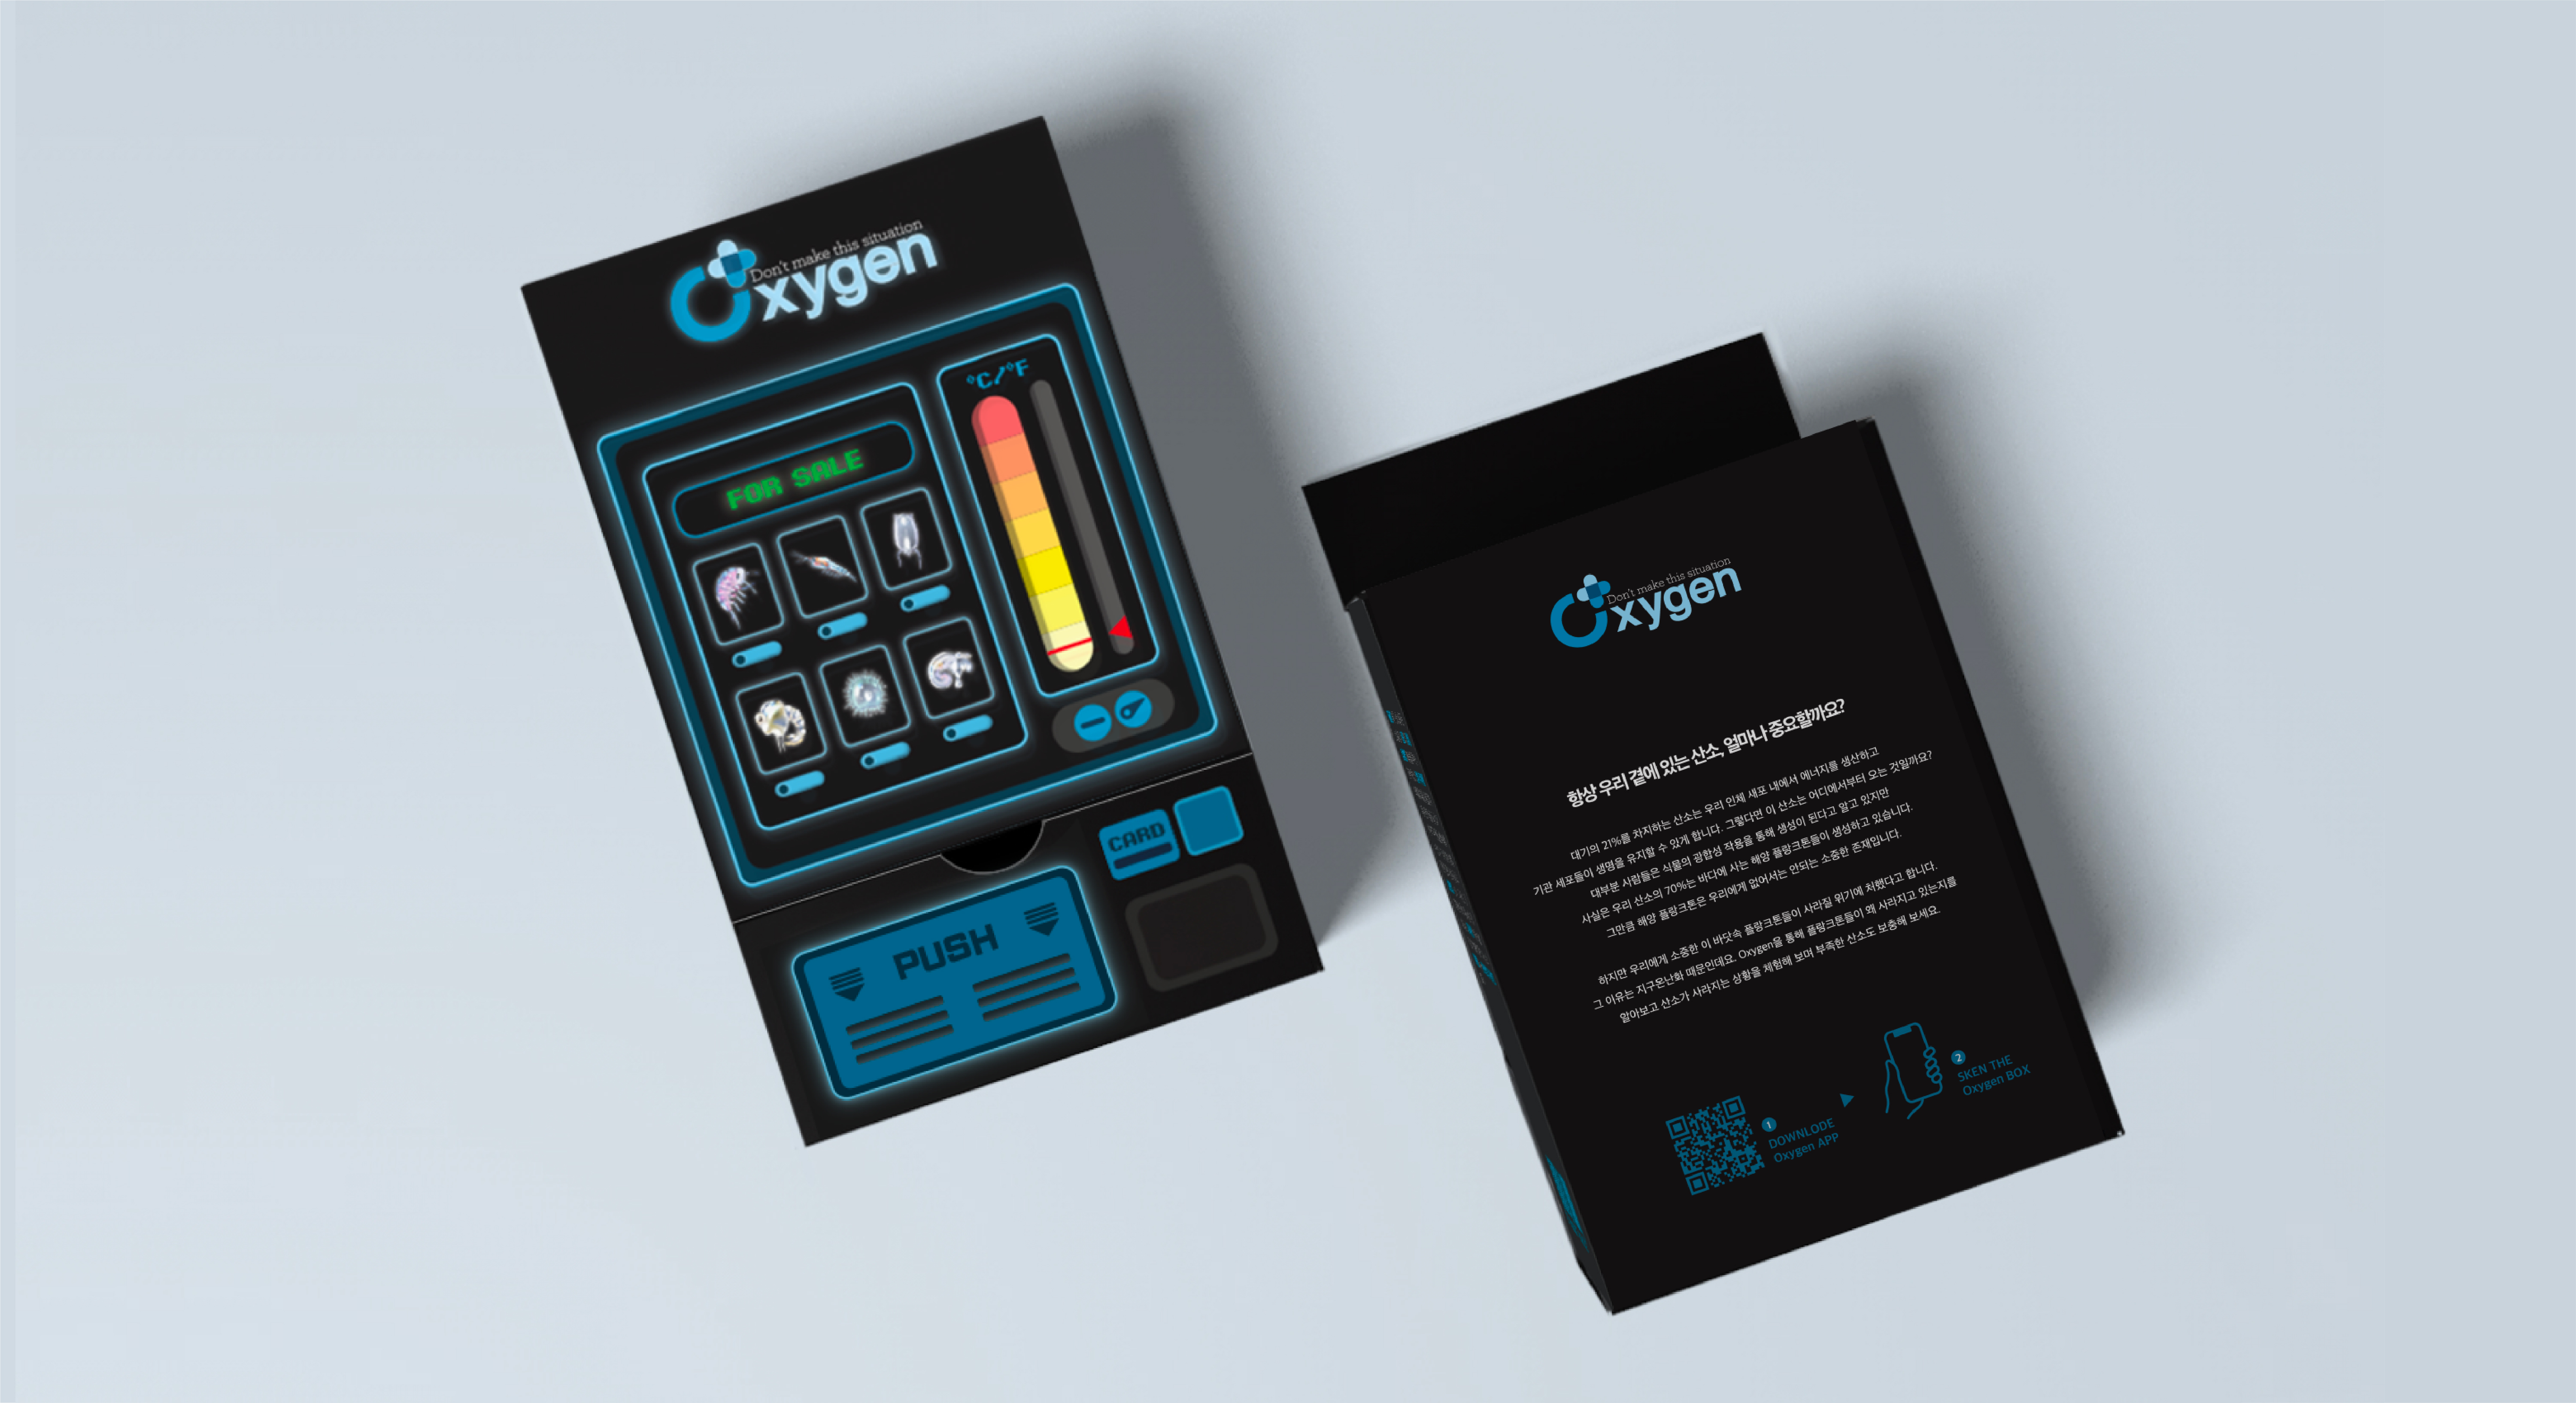 Don't make this situation
Oxygen
°C/°F
FOR SALE
CARD
PUSH
Don't make this situation
Oxygen
항상 우리 곁에 있는 산소, 얼마나 중요할까요?
대기의 21%를 차지하는 산소는 우리 인체 세포 내에서 에너지를 생산하고
기관 세포들이 생명을 유지할 수 있게 합니다. 그렇다면 이 산소는 어디에서부터 오는 것일까요?
대부분 사람들은 식물의 광합성 작용을 통해 생성이 된다고 알고 있지만
사실은 우리 산소의 70%는 바다에 사는 해양 플랑크톤들이 생성하고 있습니다.
그만큼 해양 플랑크톤은 우리에게 없어서는 안되는 소중한 존재입니다.
하지만 우리에게 소중한 이 바닷속 플랑크톤들이 사라질 위기에 처했다고 합니다.
그 이유는 지구온난화 때문인데요. Oxygen을 통해 플랑크톤들이 왜 사라지고 있는지를
알아보고 산소가 사라지는 상황을 체험해 보며 부족한 산소도 보충해 보세요.
1
DOWNLODE
Oxygen APP
2
SKEN THE
Oxygen BOX